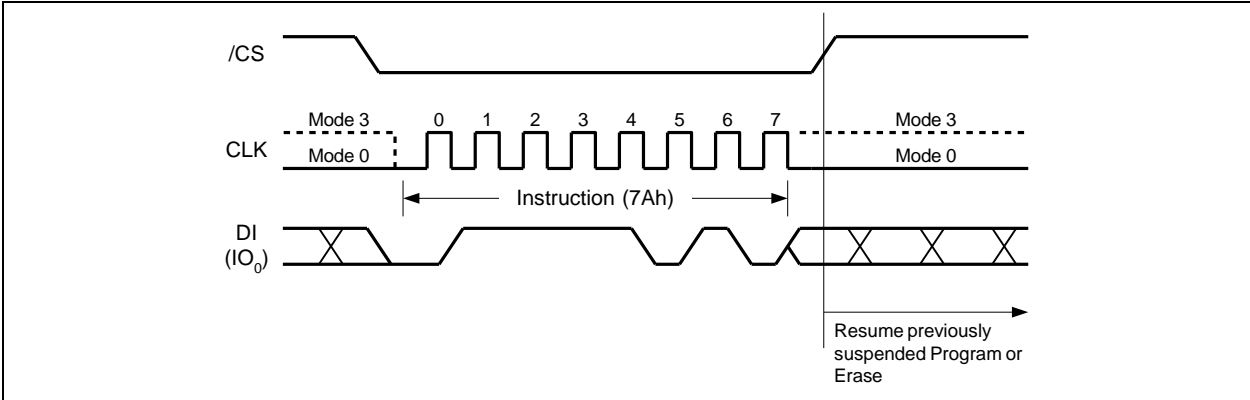 /CS
Mode 3 0 1 2 3 4 5 6 7 Mode 3
CLK
Mode 0 Mode 0
Instruction (7Ah)
DI
(IO₀)
Resume previously
suspended Program or
Erase